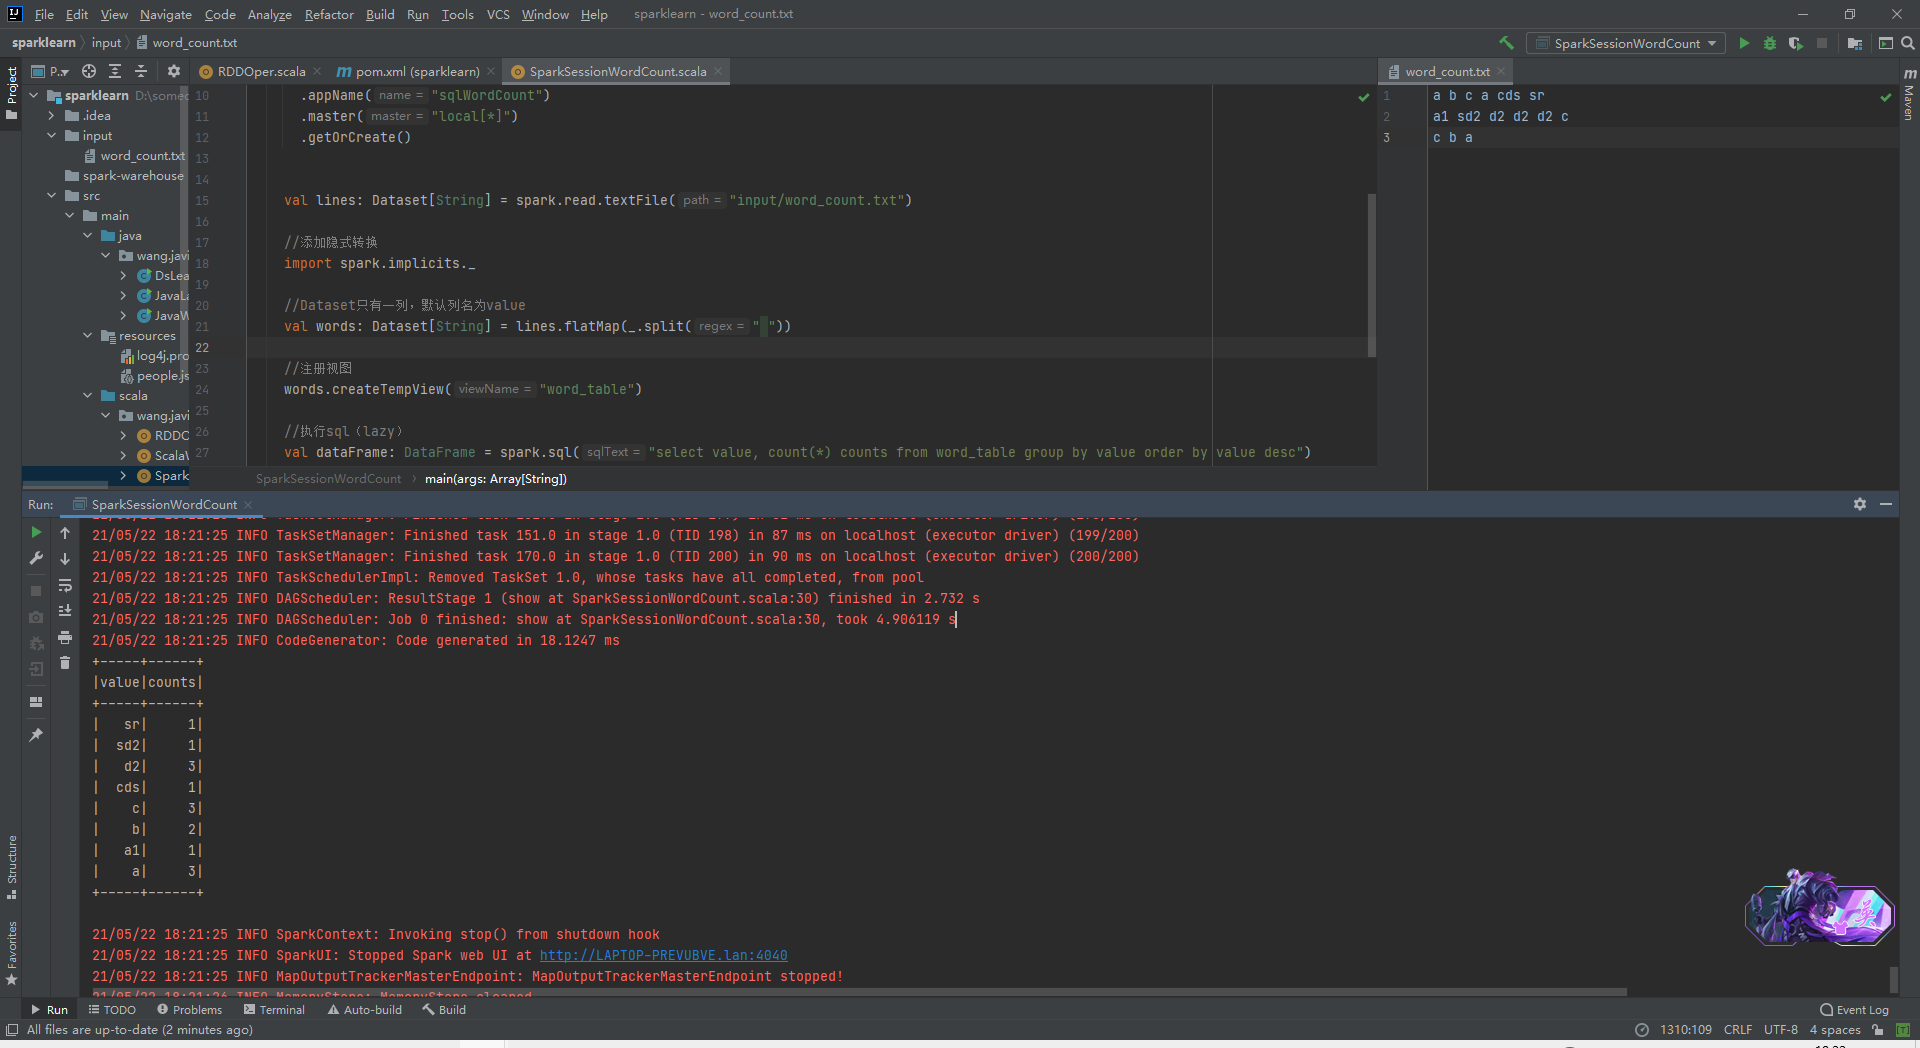 File Edit View Navigate Code Analyze Refactor Build Run Tools VCS Window Help sparklearn - word_count.txt
sparklearn input word_count.txt
SparkSessionWordCount
Project
P..
RDDOper.scala
pom.xml (sparklearn)
SparkSessionWordCount.scala
word_count.txt
Maven
sparklearn D:\somec
.idea
input
word_count.txt
spark-warehouse
src
main
java
wang.javi
DsLea
JavaLa
JavaW
resources
log4j.pro
people.js
scala
wang.javi
RDDO
ScalaV
Spark
10 .appName( name = "sqlWordCount")
11 .master( master = "local[*]")
12 .getOrCreate()
13
14
15 val lines: Dataset[String] = spark.read.textFile( path = "input/word_count.txt")
16
17 //添加隐式转换
18 import spark.implicits._
19
20 //Dataset只有一列，默认列名为value
21 val words: Dataset[String] = lines.flatMap(_.split( regex = " "))
22
23 //注册视图
24 words.createTempView( viewName = "word_table")
25
26 //执行sql（lazy）
27 val dataFrame: DataFrame = spark.sql( sqlText = "select value, count(*) counts from word_table group by value order by value desc")
SparkSessionWordCount main(args: Array[String])
1 a b c a cds sr
2 a1 sd2 d2 d2 d2 c
3 c b a
Run: SparkSessionWordCount
21/05/22 18:21:25 INFO TaskSetManager: Finished task 151.0 in stage 1.0 (TID 198) in 87 ms on localhost (executor driver) (199/200)
21/05/22 18:21:25 INFO TaskSetManager: Finished task 170.0 in stage 1.0 (TID 200) in 90 ms on localhost (executor driver) (200/200)
21/05/22 18:21:25 INFO TaskSchedulerImpl: Removed TaskSet 1.0, whose tasks have all completed, from pool
21/05/22 18:21:25 INFO DAGScheduler: ResultStage 1 (show at SparkSessionWordCount.scala:30) finished in 2.732 s
21/05/22 18:21:25 INFO DAGScheduler: Job 0 finished: show at SparkSessionWordCount.scala:30, took 4.906119 s
21/05/22 18:21:25 INFO CodeGenerator: Code generated in 18.1247 ms
+-----+------+
|value|counts|
+-----+------+
|   sr|     1|
|  sd2|     1|
|   d2|     3|
|  cds|     1|
|    c|     3|
|    b|     2|
|   a1|     1|
|    a|     3|
+-----+------+
21/05/22 18:21:25 INFO SparkContext: Invoking stop() from shutdown hook
21/05/22 18:21:25 INFO SparkUI: Stopped Spark web UI at http://LAPTOP-PREVUBVE.lan:4040
21/05/22 18:21:25 INFO MapOutputTrackerMasterEndpoint: MapOutputTrackerMasterEndpoint stopped!
21/05/22 18:21:26 INFO MemoryStore: MemoryStore cleared
Structure
Favorites
英
Run TODO Problems Terminal Auto-build Build Event Log
All files are up-to-date (2 minutes ago) 1310:109 CRLF UTF-8 4 spaces